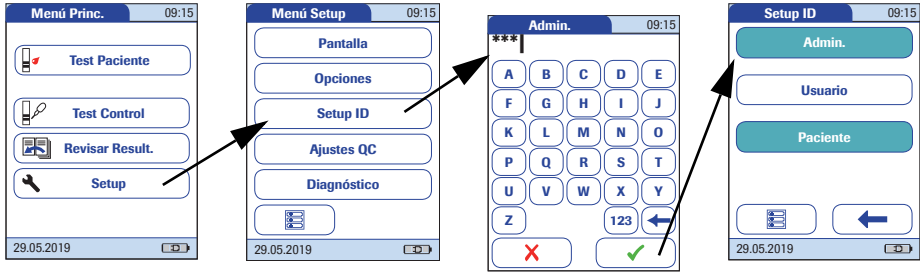 Menú Princ. 09:15
Test Paciente
Test Control
Revisar Result.
Setup
29.05.2019
Menú Setup 09:15
Pantalla
Opciones
Setup ID
Ajustes QC
Diagnóstico
29.05.2019
Admin. 09:15
***
A B C D E
F G H I J
K L M N O
P Q R S T
U V W X Y
Z 123
Setup ID 09:15
Admin.
Usuario
Paciente
29.05.2019